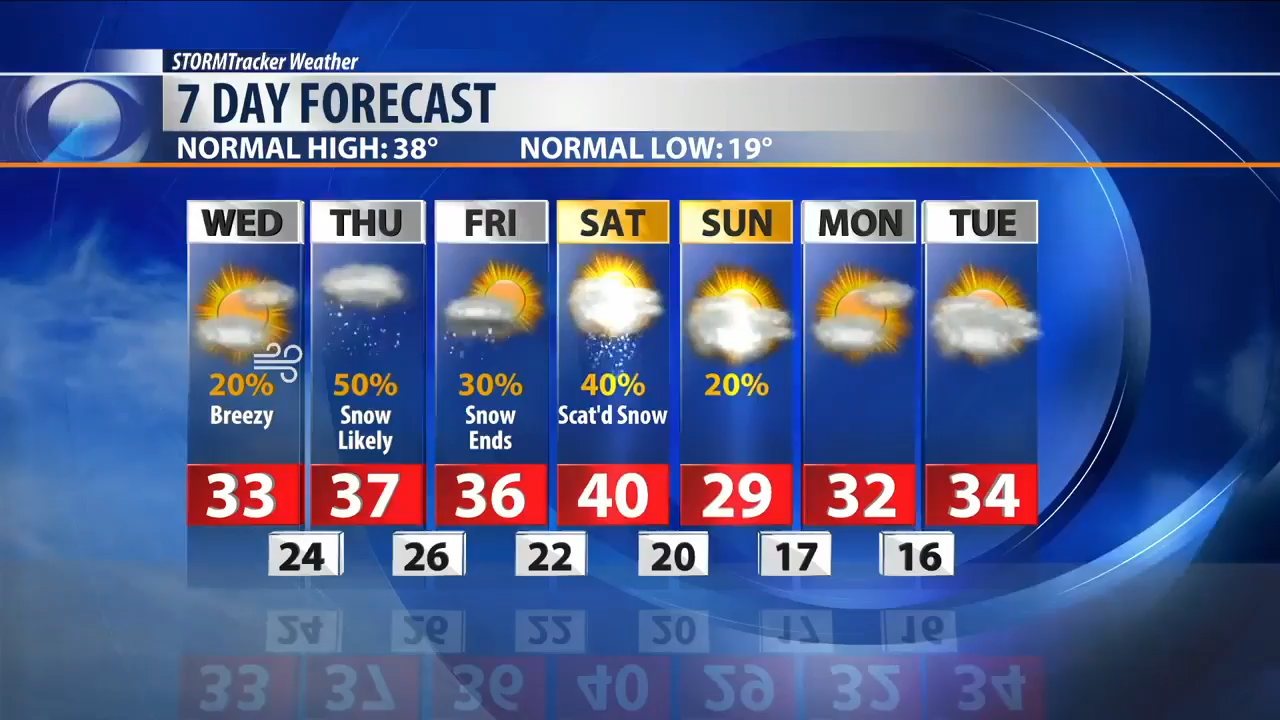 STORMTracker Weather
7 DAY FORECAST
NORMAL HIGH: 38° NORMAL LOW: 19°
WED THU FRI SAT SUN MON TUE
20% 50% 30% 40% 20%
Breezy Snow Snow Scat'd Snow
Likely Ends
33 37 36 40 29 32 34
24 26 22 20 17 16